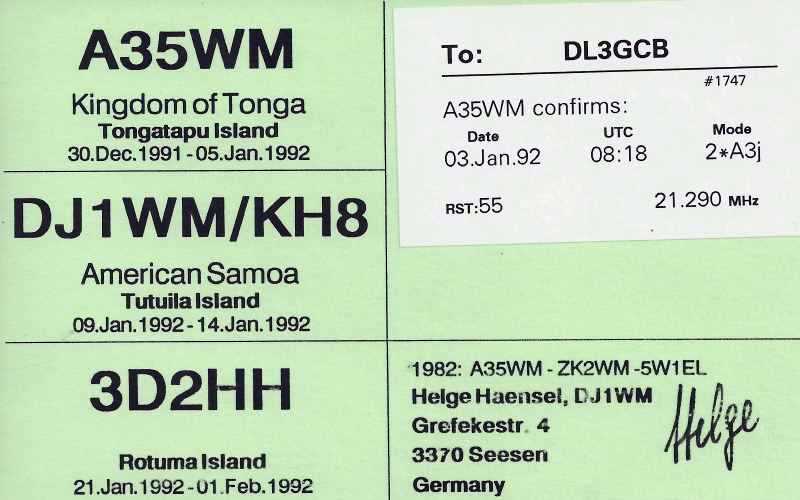 A35WM
Kingdom of Tonga
Tongatapu Island
30.Dec.1991 - 05.Jan.1992
DJ1WM/KH8
American Samoa
Tutuila Island
09.Jan.1992 - 14.Jan.1992
3D2HH
Rotuma Island
21.Jan.1992 - 01.Feb.1992
To: DL3GCB
#1747
A35WM confirms:
Date UTC Mode
03.Jan.92 08:18 2*A3j
RST:55 21.290 MHz
1982: A35WM - ZK2WM -5W1EL
Helge Haensel, DJ1WM
Grefekestr. 4
3370 Seesen
Germany
Helge